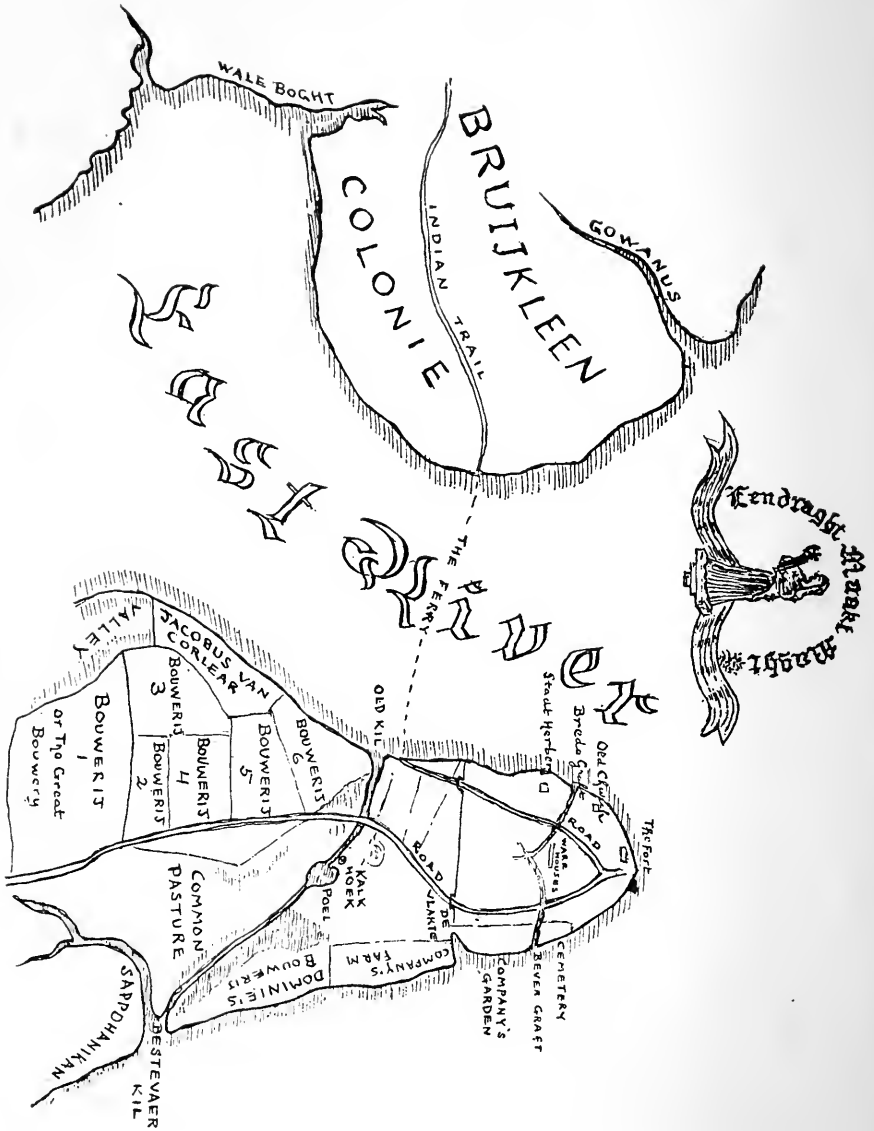 WALE BOGHT
BRUIJKLEEN
COLONIE
INDIAN TRAIL
GOWANUS
Eendraght Maakt Maght
East River
THE FERRY
OLD KIL
VALLEY
JACOBUS VAN
CORLEAR
BOUWERIJ
3
BOUWERIJ
1
or The Great
Bouwery
BOUWERIJ
2
BOUWERIJ
4
BOUWERIJ
5
BOUWERIJ
6
Stadt Herberg
Breda Graft
Old Church
The Fort
ROAD
WARE
HOUSES
ROAD
DE
VLAKTE
KALK
HOEK
POEL
COMMON
PASTURE
COMPANY'S
FARM
DOMINIE'S
BOUWERIS
CEMETERY
BEVER GRAFT
COMPANY'S
GARDEN
BESTEVAER
KIL
SAPPOHANIKAN